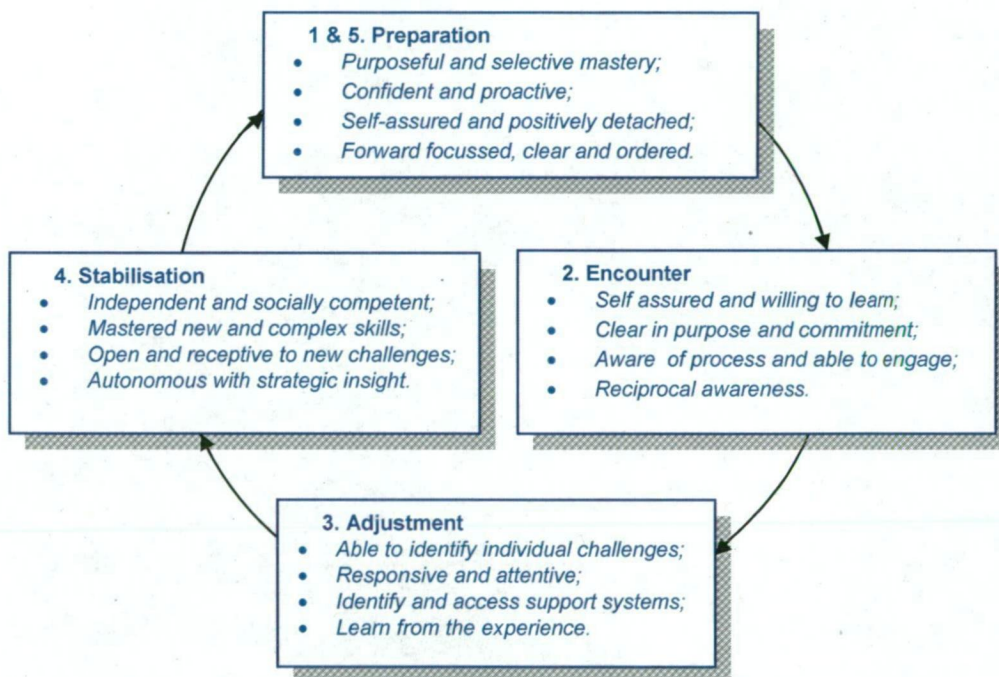 1 & 5. Preparation
• Purposeful and selective mastery;
• Confident and proactive;
• Self-assured and positively detached;
• Forward focussed, clear and ordered.
2. Encounter
• Self assured and willing to learn;
• Clear in purpose and commitment;
• Aware of process and able to engage;
• Reciprocal awareness.
3. Adjustment
• Able to identify individual challenges;
• Responsive and attentive;
• Identify and access support systems;
• Learn from the experience.
4. Stabilisation
• Independent and socially competent;
• Mastered new and complex skills;
• Open and receptive to new challenges;
• Autonomous with strategic insight.